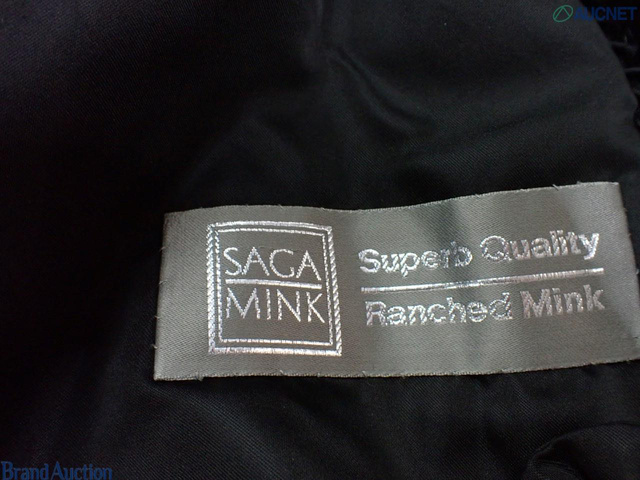 AUCNET
SAGA
MINK
Superb Quality
Ranched Mink
Brand Auction